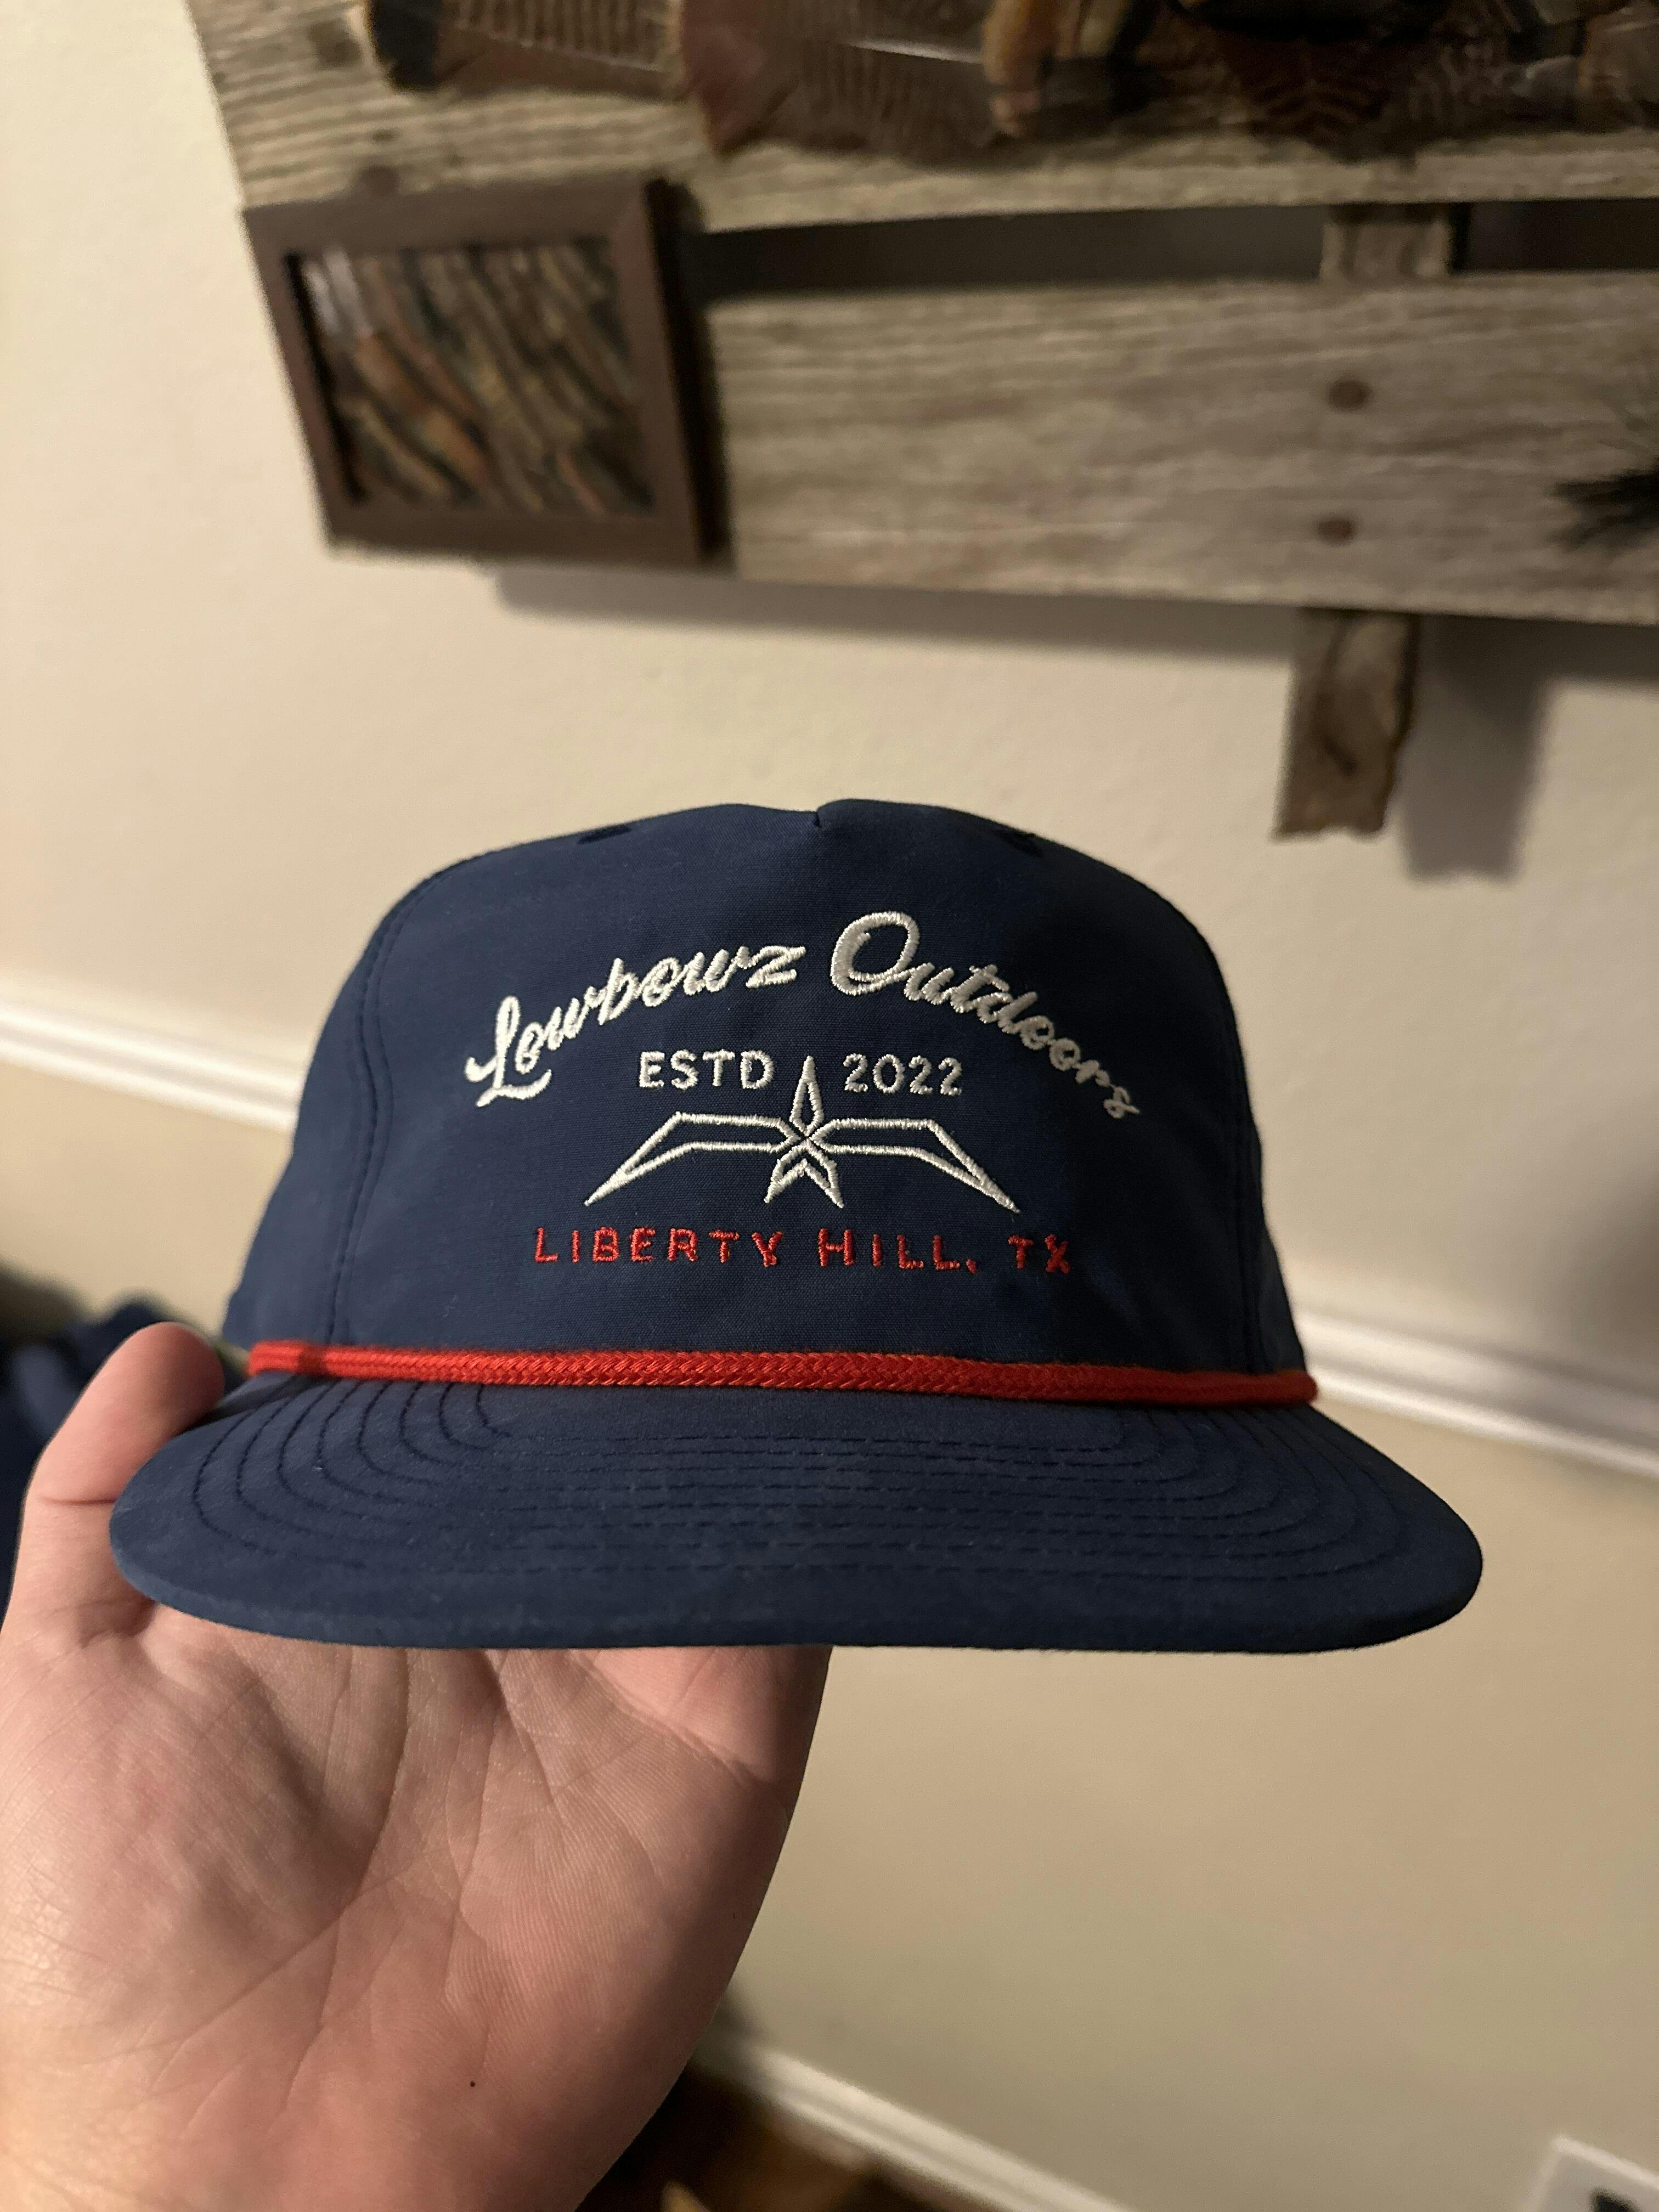 Lowbowz Outdoors
ESTD 2022
LIBERTY HILL, TX